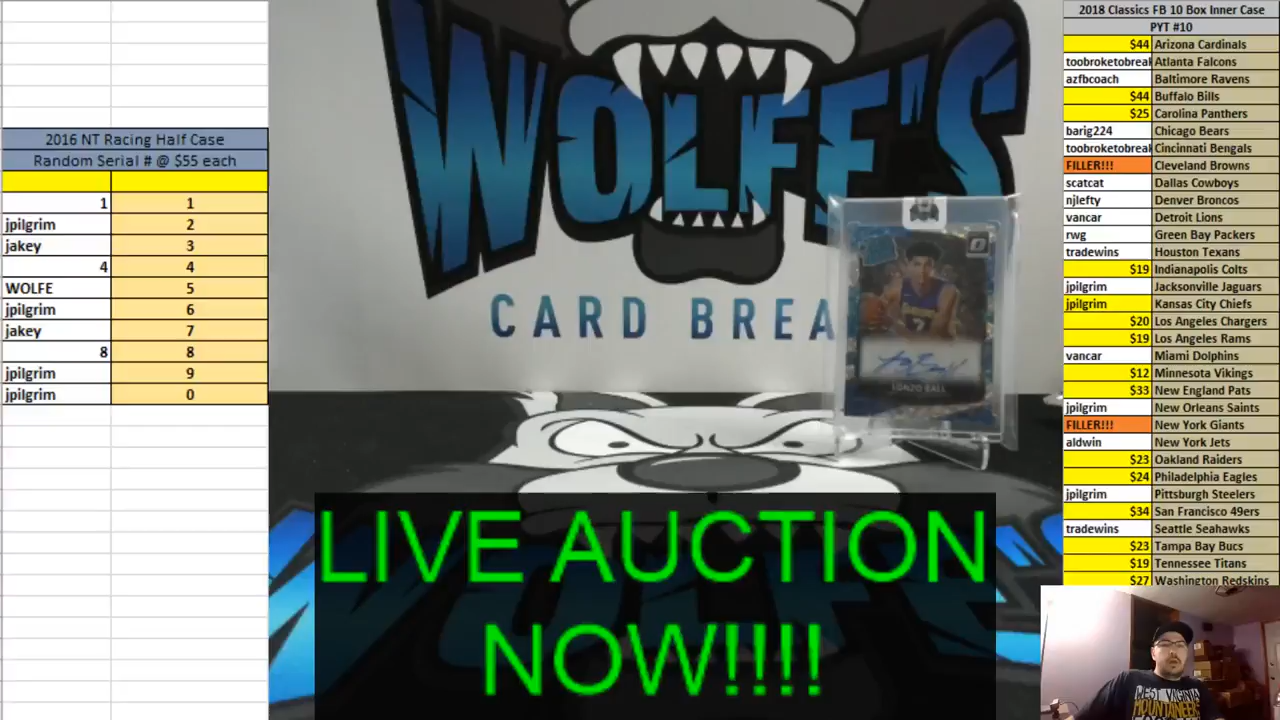 2016 NT Racing Half Case
Random Serial # @ $55 each
1 1
jpilgrim 2
jakey 3
4 4
WOLFE 5
jpilgrim 6
jakey 7
8 8
jpilgrim 9
jpilgrim 0
WOLFE'S
CARD BREA
LONZO BALL
LIVE AUCTION
NOW!!!!
2018 Classics FB 10 Box Inner Case
PYT #10
$44 Arizona Cardinals
toobroketobreak Atlanta Falcons
azfbcoach Baltimore Ravens
$44 Buffalo Bills
$25 Carolina Panthers
barig224 Chicago Bears
toobroketobreak Cincinnati Bengals
FILLER!!! Cleveland Browns
scatcat Dallas Cowboys
njlefty Denver Broncos
vancar Detroit Lions
rwg Green Bay Packers
tradewins Houston Texans
$19 Indianapolis Colts
jpilgrim Jacksonville Jaguars
jpilgrim Kansas City Chiefs
$20 Los Angeles Chargers
$19 Los Angeles Rams
vancar Miami Dolphins
$12 Minnesota Vikings
$33 New England Pats
jpilgrim New Orleans Saints
FILLER!!! New York Giants
aldwin New York Jets
$23 Oakland Raiders
$24 Philadelphia Eagles
jpilgrim Pittsburgh Steelers
$34 San Francisco 49ers
tradewins Seattle Seahawks
$23 Tampa Bay Bucs
$19 Tennessee Titans
$27 Washington Redskins
WEST VIRGINIA
MOUNTAINEERS